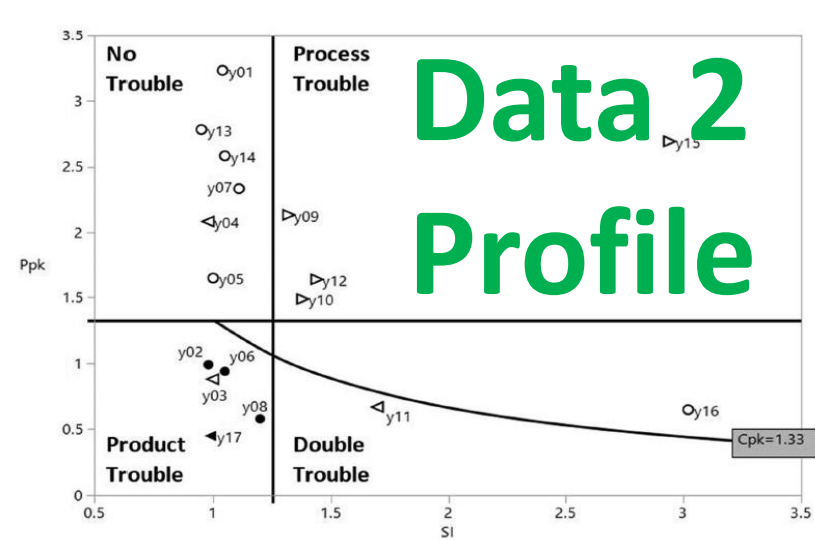 3.5
3
2.5
2
1.5
1
0.5
0
Ppk
No
Trouble
Process
Trouble
Data 2
Profile
y01
y13
y14
y07
y04
y05
y15
y09
y12
y10
y02
y06
y03
y08
y17
y11
y16
Cpk=1.33
Product
Trouble
Double
Trouble
0.5
1
1.5
2
2.5
3
3.5
SI